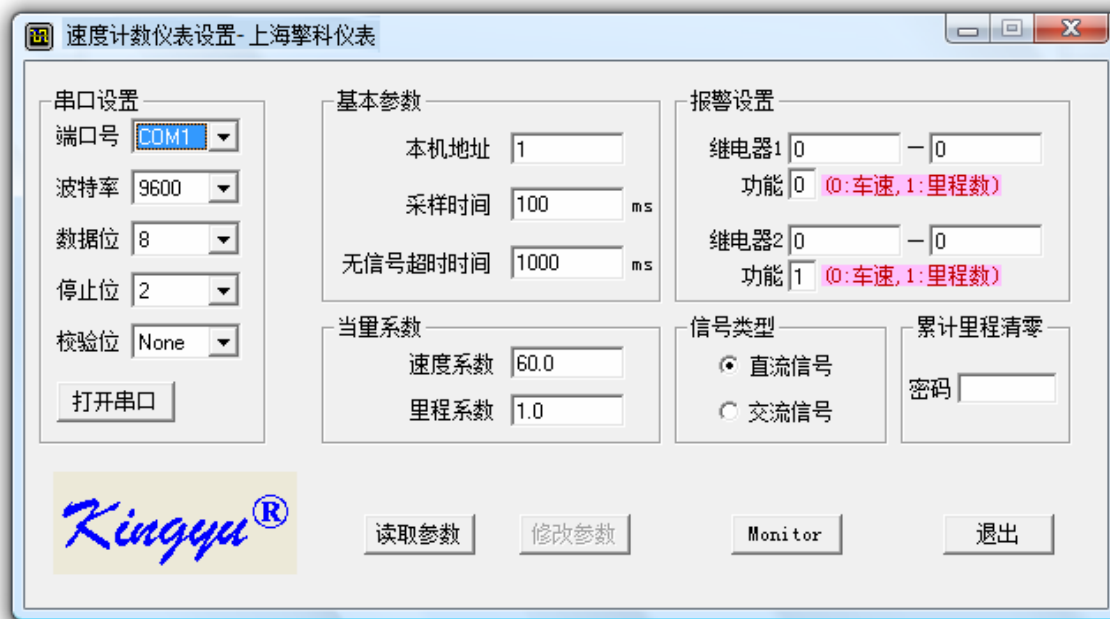 速度计数仪表设置-上海擎科仪表
串口设置
端口号 COM1
波特率 9600
数据位 8
停止位 2
校验位 None
打开串口
基本参数
本机地址 1
采样时间 100 ms
无信号超时时间 1000 ms
报警设置
继电器1 0 — 0
功能 0 (0:车速,1:里程数)
继电器2 0 — 0
功能 1 (0:车速,1:里程数)
当量系数
速度系数 60.0
里程系数 1.0
信号类型
直流信号
交流信号
累计里程清零
密码
Kingyu®
读取参数 修改参数 Monitor 退出